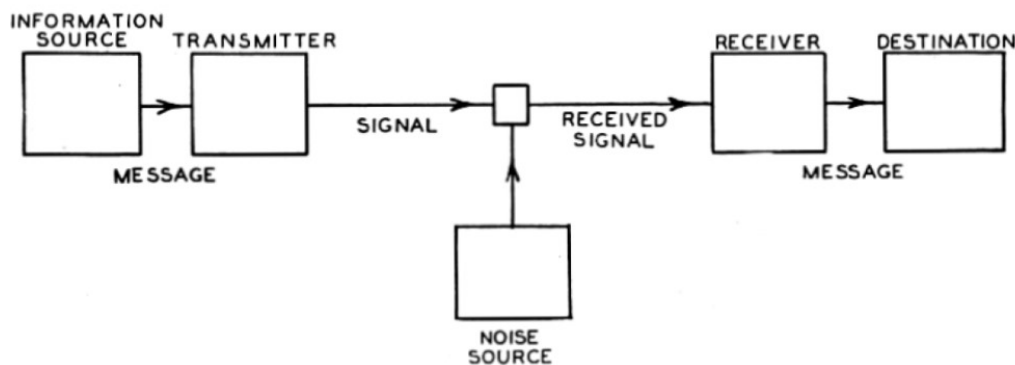 INFORMATION
SOURCE
TRANSMITTER
RECEIVER
DESTINATION
SIGNAL
RECEIVED
SIGNAL
MESSAGE
MESSAGE
NOISE
SOURCE